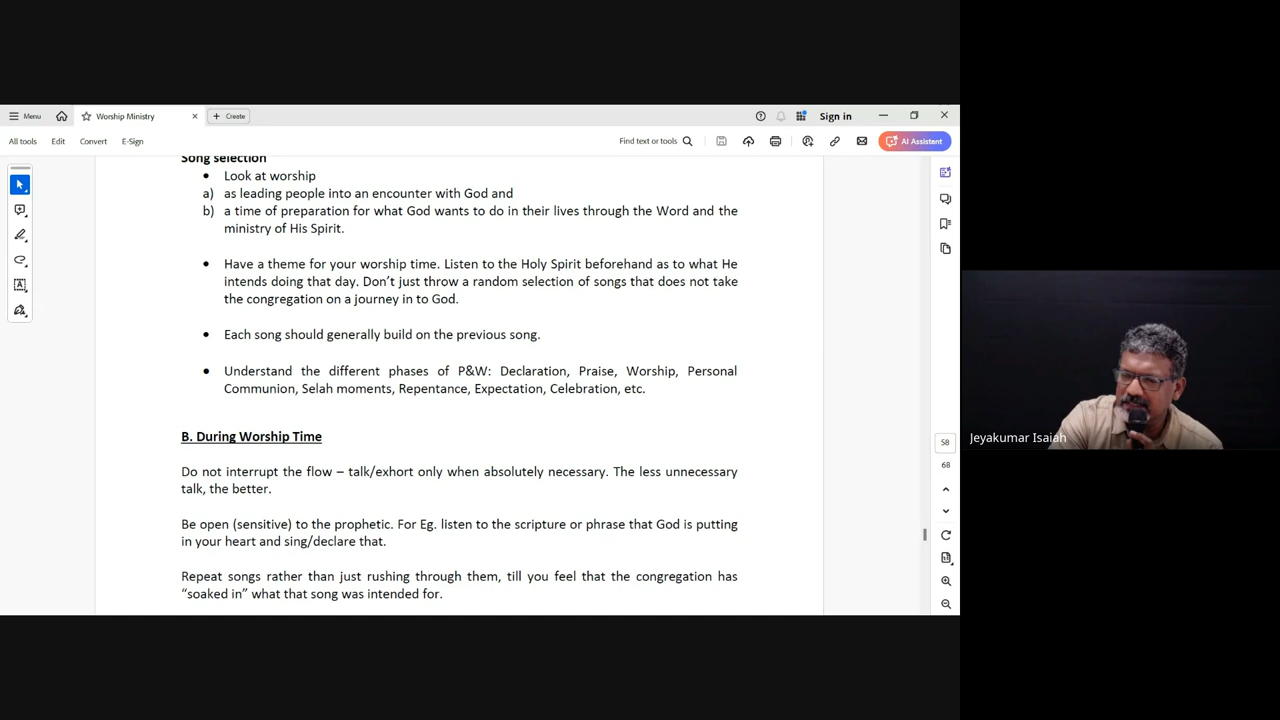 Menu
Worship Ministry
Create
Sign in
All tools
Edit
Convert
E-Sign
Find text or tools
AI Assistant
Song selection
• Look at worship
a) as leading people into an encounter with God and
b) a time of preparation for what God wants to do in their lives through the Word and the
ministry of His Spirit.
• Have a theme for your worship time. Listen to the Holy Spirit beforehand as to what He
intends doing that day. Don't just throw a random selection of songs that does not take
the congregation on a journey in to God.
• Each song should generally build on the previous song.
• Understand the different phases of P&W: Declaration, Praise, Worship, Personal
Communion, Selah moments, Repentance, Expectation, Celebration, etc.
B. During Worship Time
Do not interrupt the flow – talk/exhort only when absolutely necessary. The less unnecessary
talk, the better.
Be open (sensitive) to the prophetic. For Eg. listen to the scripture or phrase that God is putting
in your heart and sing/declare that.
Repeat songs rather than just rushing through them, till you feel that the congregation has
“soaked in” what that song was intended for.
58
68
Jeyakumar Isaiah